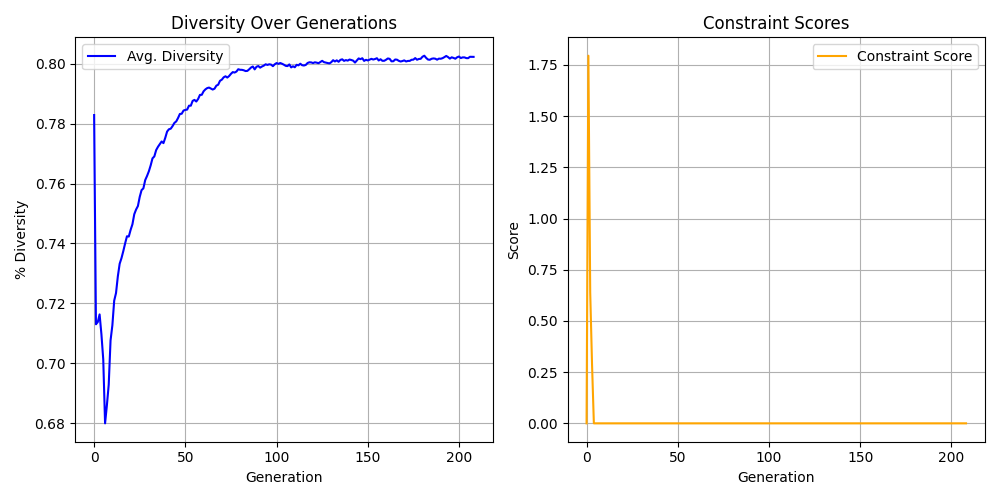 Diversity Over Generations
Avg. Diversity
% Diversity
0.80
0.78
0.76
0.74
0.72
0.70
0.68
0 50 100 150 200
Generation
Constraint Scores
Constraint Score
Score
1.75
1.50
1.25
1.00
0.75
0.50
0.25
0.00
0 50 100 150 200
Generation